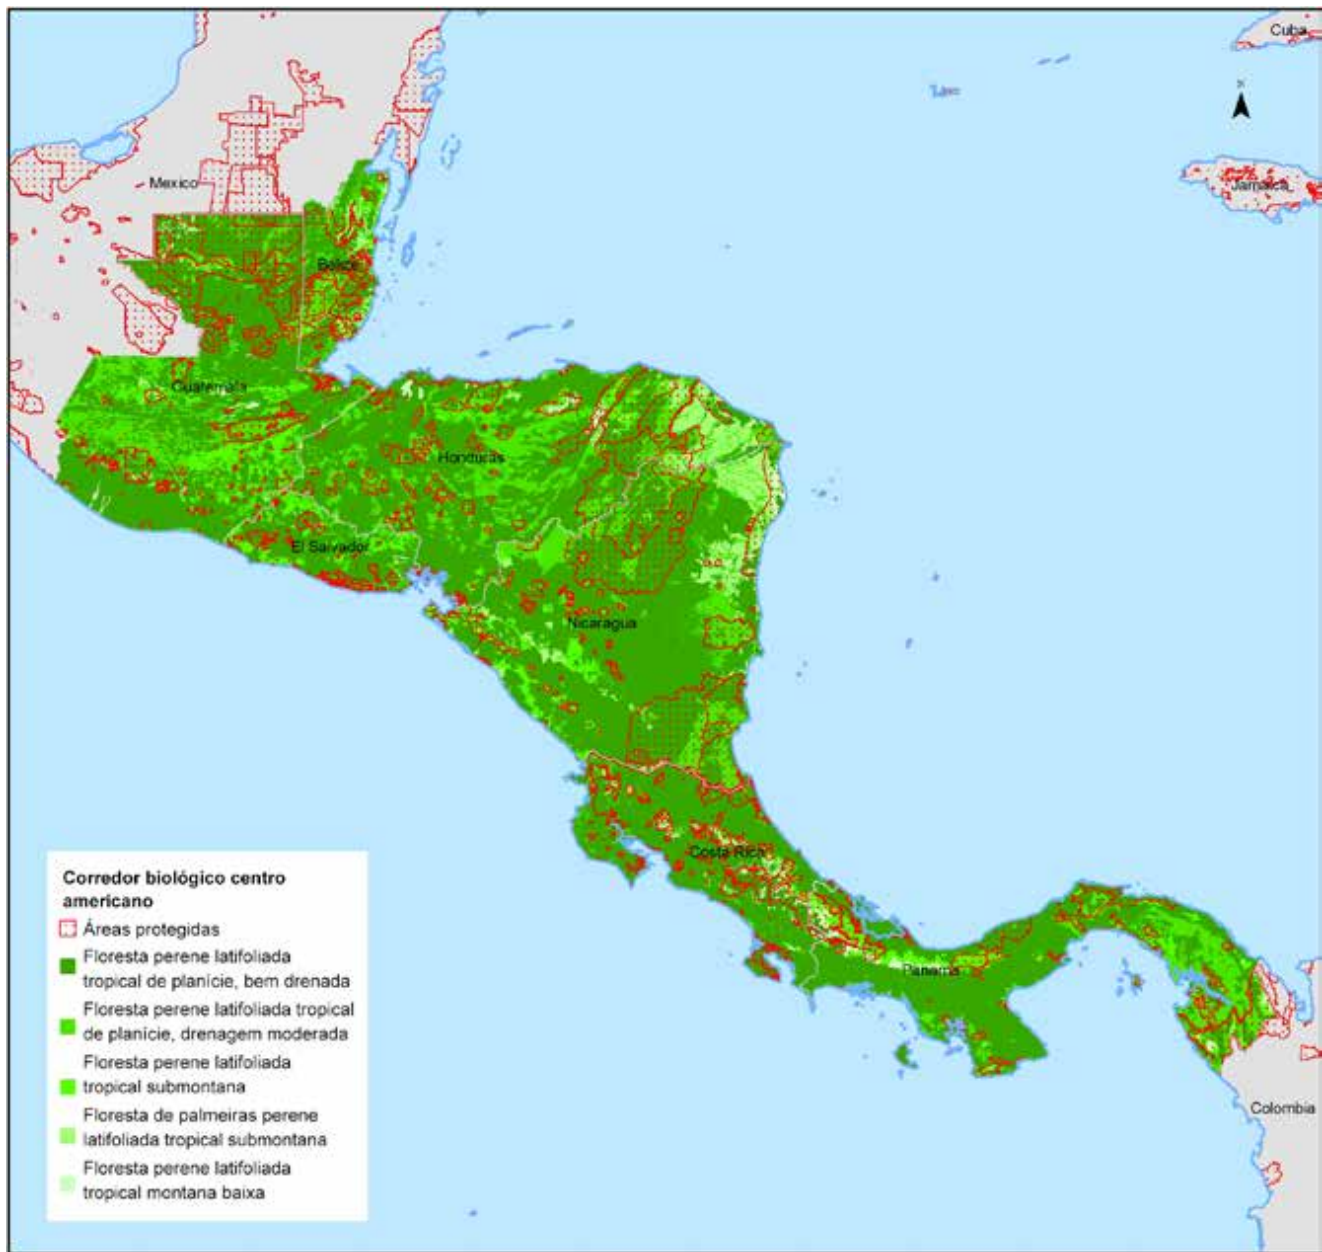 Cuba
N
Jamaica
Mexico
Belize
Guatemala
Honduras
El Salvador
Nicaragua
Costa Rica
Panama
Colombia
Corredor biológico centro
americano
Áreas protegidas
Floresta perene latifoliada
tropical de planície, bem drenada
Floresta perene latifoliada tropical
de planície, drenagem moderada
Floresta perene latifoliada
tropical submontana
Floresta de palmeiras perene
latifoliada tropical submontana
Floresta perene latifoliada
tropical montana baixa